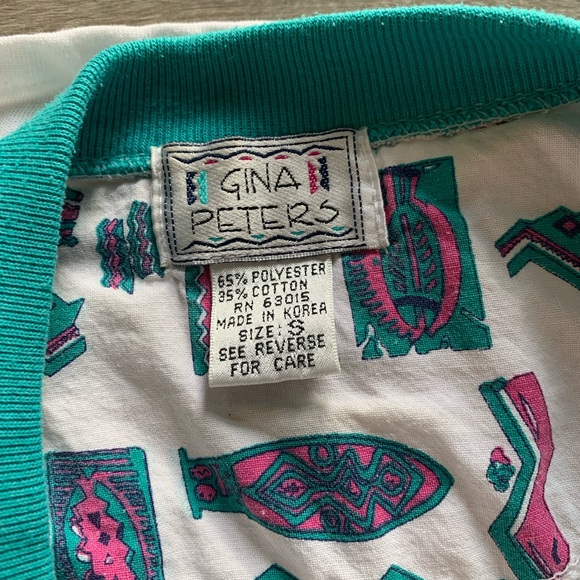 GINA
PETERS
65% POLYESTER
35% COTTON
RN 63015
MADE IN KOREA
SIZE: S
SEE REVERSE
FOR CARE